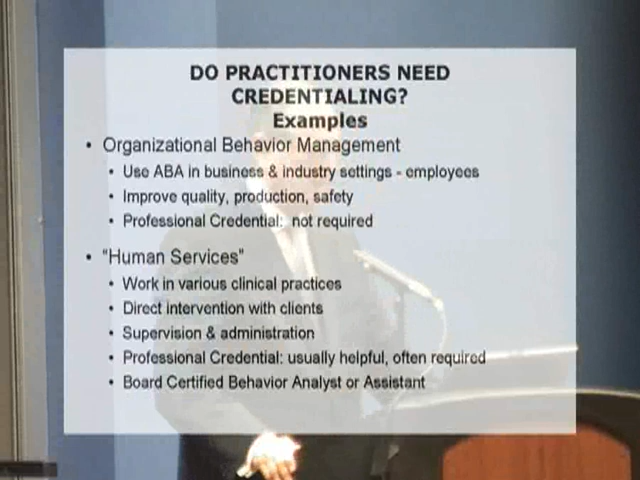 DO PRACTITIONERS NEED
CREDENTIALING?
Examples
• Organizational Behavior Management
• Use ABA in business & industry settings - employees
• Improve quality, production, safety
• Professional Credential: not required
• "Human Services"
• Work in various clinical practices
• Direct intervention with clients
• Supervision & administration
• Professional Credential: usually helpful, often required
• Board Certified Behavior Analyst or Assistant